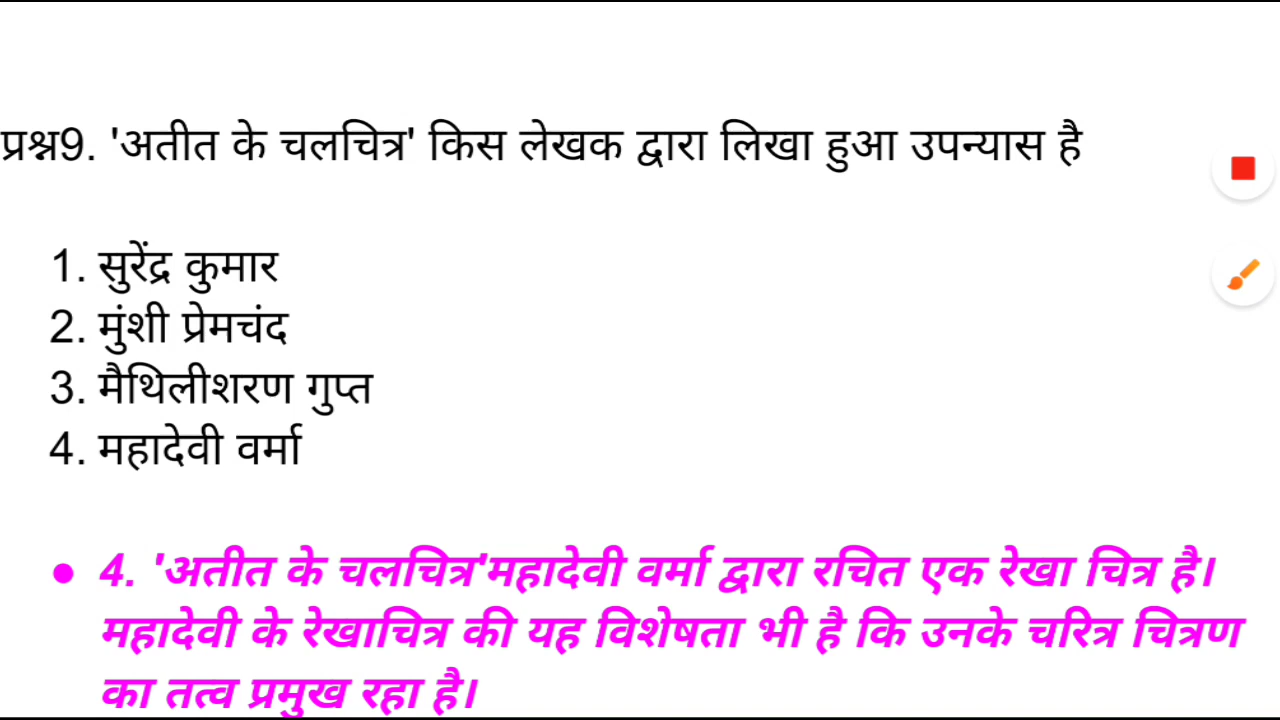 प्रश्न9. 'अतीत के चलचित्र' किस लेखक द्वारा लिखा हुआ उपन्यास है
1. सुरेंद्र कुमार
2. मुंशी प्रेमचंद
3. मैथिलीशरण गुप्त
4. महादेवी वर्मा
● 4. 'अतीत के चलचित्र'महादेवी वर्मा द्वारा रचित एक रेखा चित्र है।
महादेवी के रेखाचित्र की यह विशेषता भी है कि उनके चरित्र चित्रण
का तत्व प्रमुख रहा है।